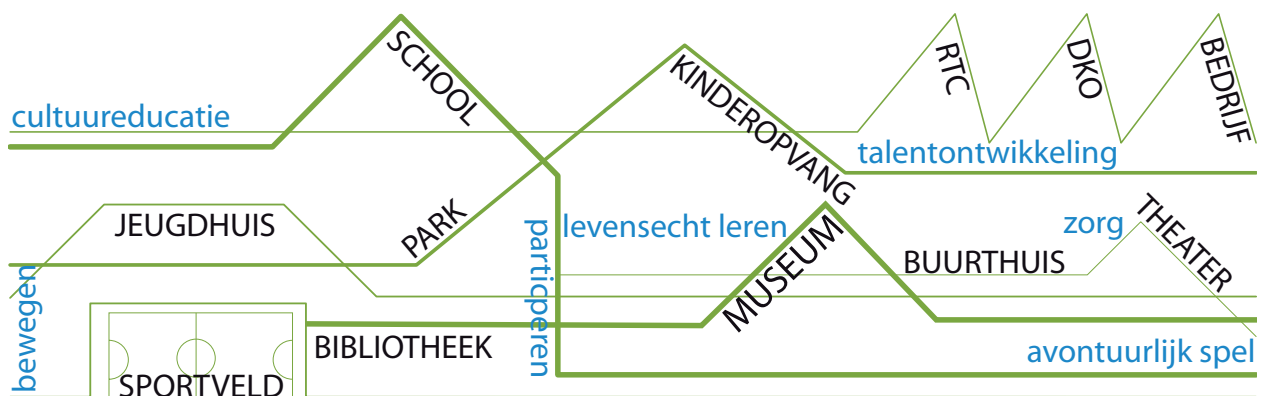 SCHOOL
RTC
DKO
BEDRIJF
KINDEROPVANG
cultuureducatie
talentontwikkeling
JEUGDHUIS
PARK
participeren
levensecht leren
MUSEUM
zorg
THEATER
BUURTHUIS
bewegen
BIBLIOTHEEK
avontuurlijk spel
SPORTVELD